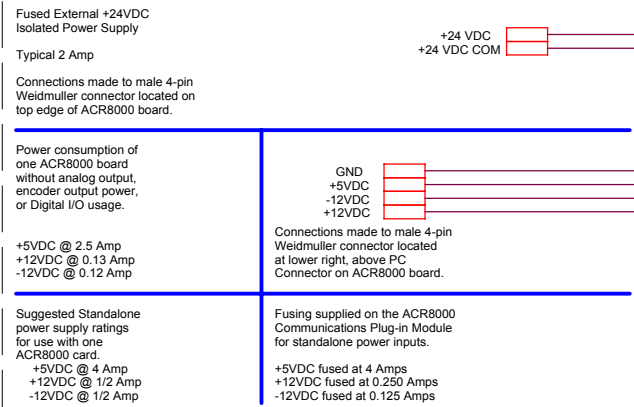 Fused External +24VDC
Isolated Power Supply
Typical 2 Amp
Connections made to male 4-pin
Weidmuller connector located on
top edge of ACR8000 board.
+24 VDC
+24 VDC COM
Power consumption of
one ACR8000 board
without analog output,
encoder output power,
or Digital I/O usage.
+5VDC @ 2.5 Amp
+12VDC @ 0.13 Amp
-12VDC @ 0.12 Amp
GND
+5VDC
-12VDC
+12VDC
Connections made to male 4-pin
Weidmuller connector located
at lower right, above PC
Connector on ACR8000 board.
Suggested Standalone
power supply ratings
for use with one
ACR8000 card.
+5VDC @ 4 Amp
+12VDC @ 1/2 Amp
-12VDC @ 1/2 Amp
Fusing supplied on the ACR8000
Communications Plug-in Module
for standalone power inputs.
+5VDC fused at 4 Amps
+12VDC fused at 0.250 Amps
-12VDC fused at 0.125 Amps